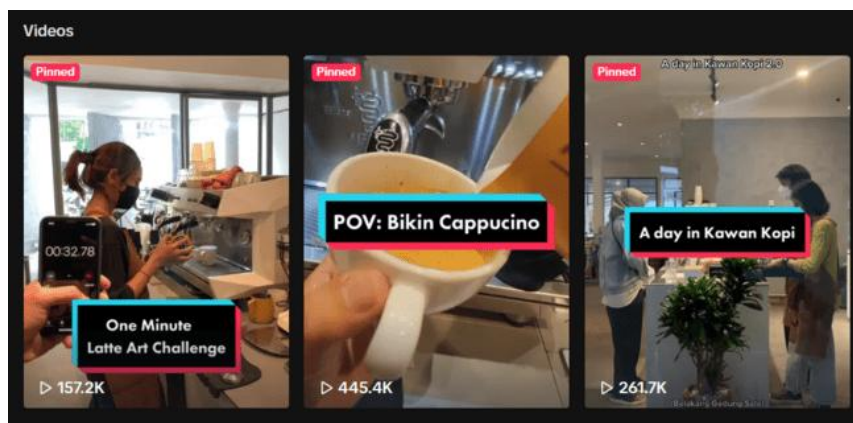 Videos
Pinned
00:32.78
One Minute
Latte Art Challenge
157.2K
Pinned
POV: Bikin Cappucino
445.4K
Pinned
A day in Kawan Kopi 2.0
A day in Kawan Kopi
261.7K